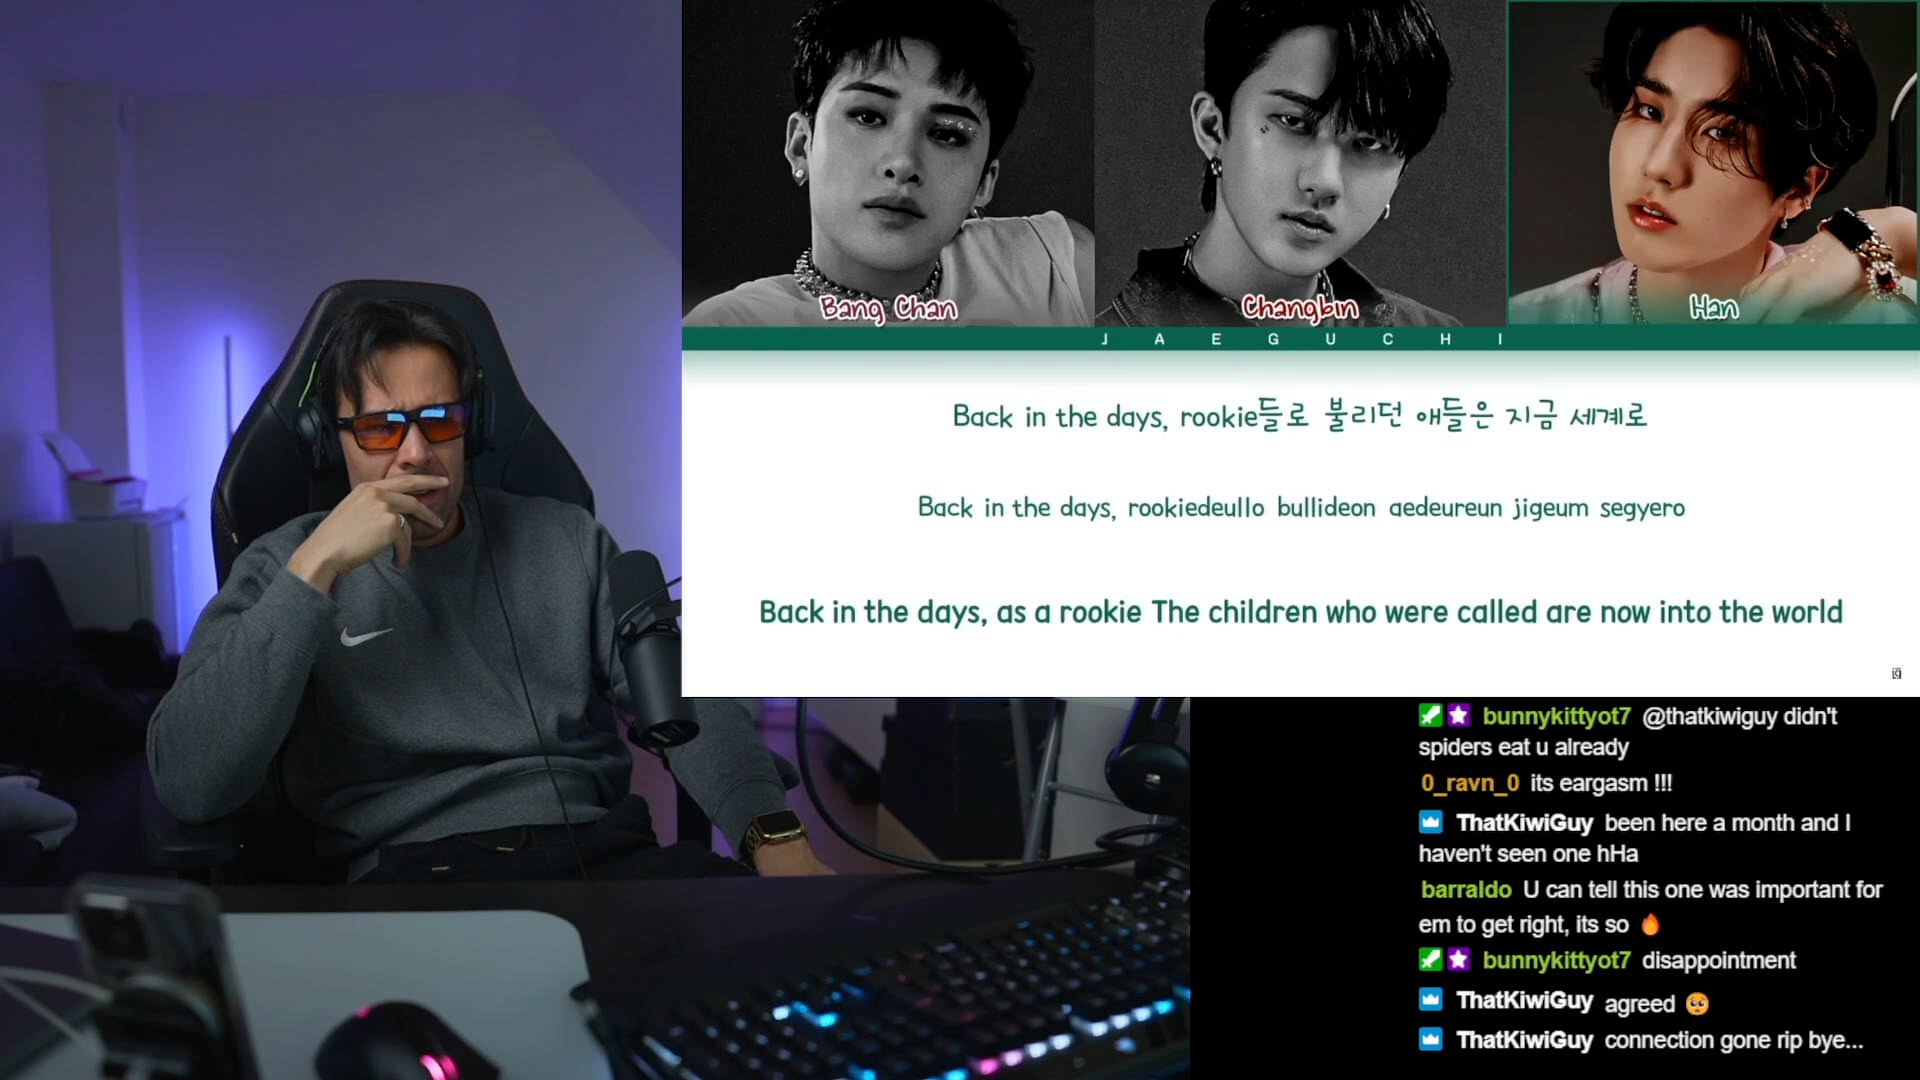 Bang Chan
Changbin
Han
J A E G U C H I
Back in the days, rookie들로 불리던 애들은 지금 세계로
Back in the days, rookiedeullo bullideon aedeureun jigeum segyero
Back in the days, as a rookie The children who were called are now into the world
bunnykittyot7 @thatkiwiguy didn't
spiders eat u already
0_ravn_0 its eargasm !!!
ThatKiwiGuy been here a month and I
haven't seen one hHa
barraldo U can tell this one was important for
em to get right, its so 🔥
bunnykittyot7 disappointment
ThatKiwiGuy agreed 🥺
ThatKiwiGuy connection gone rip bye...